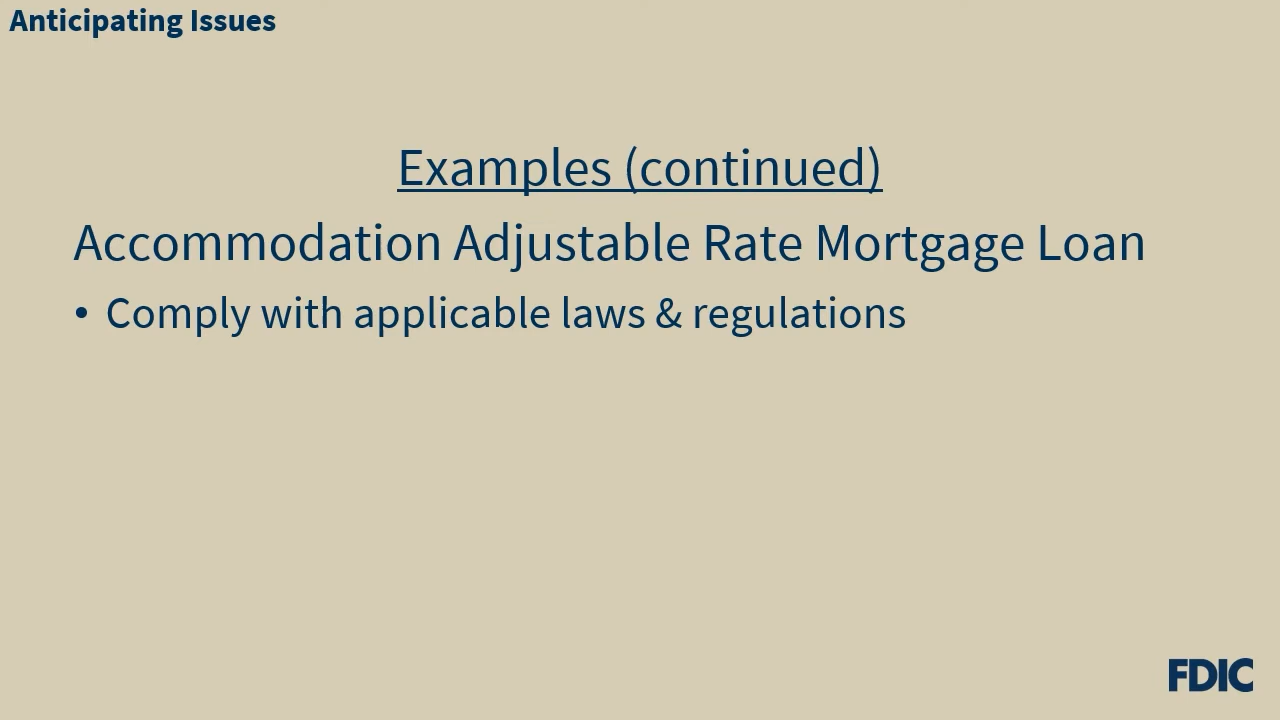 Anticipating Issues
Examples (continued)
Accommodation Adjustable Rate Mortgage Loan
• Comply with applicable laws & regulations
FDIC